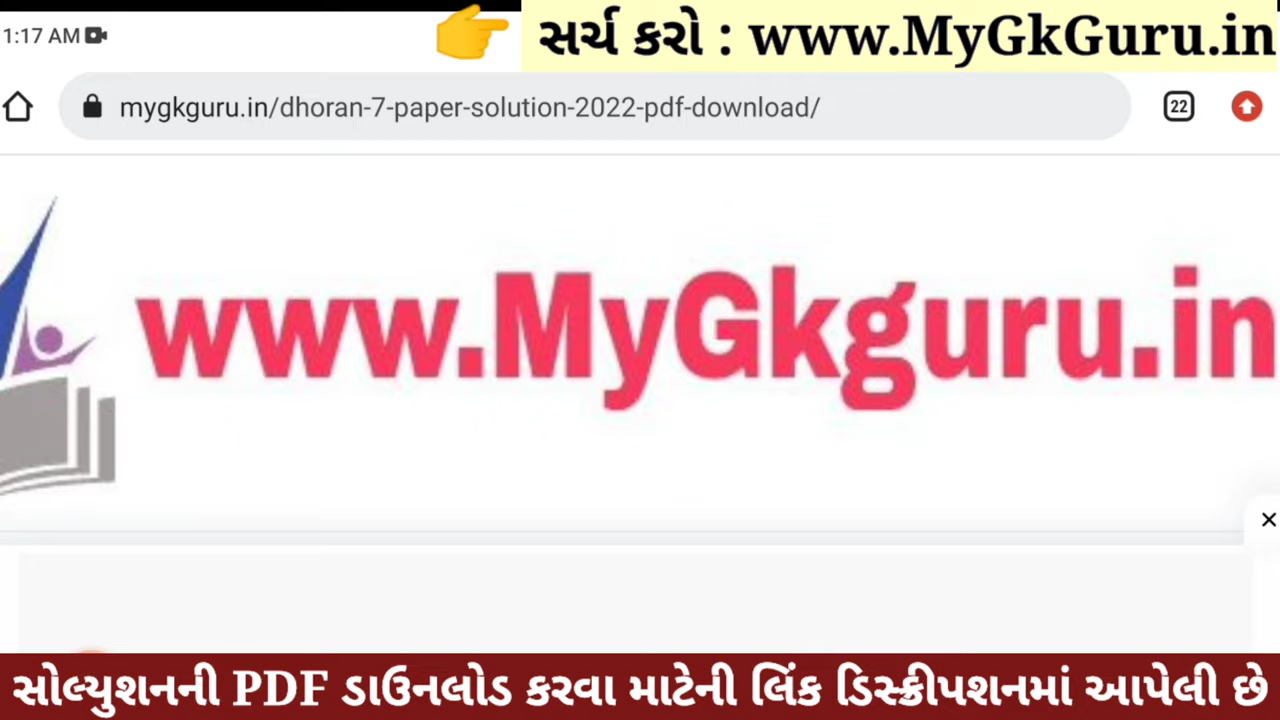 1:17 AM
👉 સર્ચ કરો : www.MyGkGuru.in
mygkguru.in/dhoran-7-paper-solution-2022-pdf-download/
22
www.MyGkguru.in
સોલ્યુશનની PDF ડાઉનલોડ કરવા માટેની લિંક ડિસ્ક્રીપશનમાં આપેલી છે